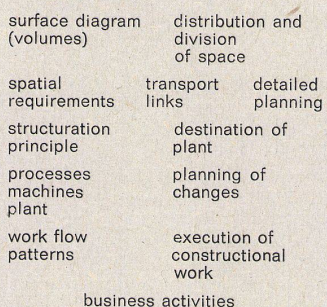 surface diagram distribution and
(volumes) division
of space
spatial transport detailed
requirements links planning
structuration destination of
principle plant
processes planning of
machines changes
plant
work flow execution of
patterns constructional
work
business activities